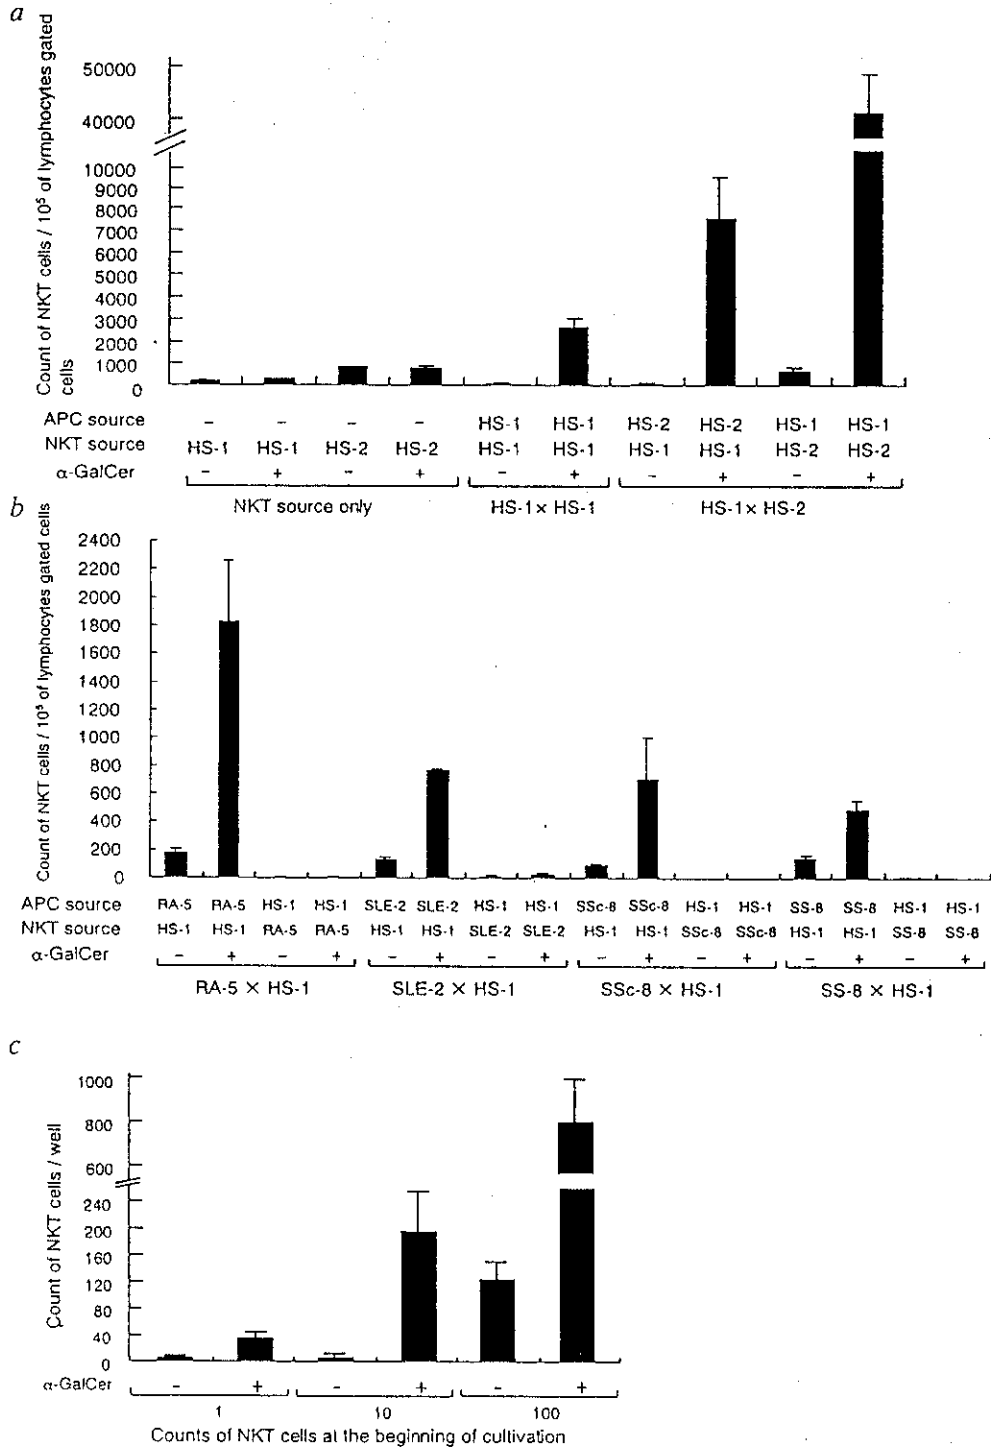 a
Count of NKT cells / 10⁵ of lymphocytes gated
cells
50000
40000
10000
9000
8000
7000
6000
5000
4000
3000
2000
1000
0
APC source – – – – HS-1 HS-1 HS-2 HS-2 HS-1 HS-1
NKT source HS-1 HS-1 HS-2 HS-2 HS-1 HS-1 HS-1 HS-1 HS-2 HS-2
α-GalCer – + – + – + – + – +
NKT source only HS-1× HS-1 HS-1× HS-2
b
Count of NKT cells / 10⁵ of lymphocytes gated cells
2400
2200
2000
1800
1600
1400
1200
1000
800
600
400
200
0
APC source RA-5 RA-5 HS-1 HS-1 SLE-2 SLE-2 HS-1 HS-1 SSc-8 SSc-8 HS-1 HS-1 SS-8 SS-8 HS-1 HS-1
NKT source HS-1 HS-1 RA-5 RA-5 HS-1 HS-1 SLE-2 SLE-2 HS-1 HS-1 SSc-8 SSc-8 HS-1 HS-1 SS-8 SS-8
α-GalCer – + – + – + – + – + – + – + – +
RA-5 × HS-1 SLE-2 × HS-1 SSc-8 × HS-1 SS-8 × HS-1
c
Count of NKT cells / well
1000
800
600
240
200
160
120
80
40
0
α-GalCer – + – + – +
1 10 100
Counts of NKT cells at the beginning of cultivation